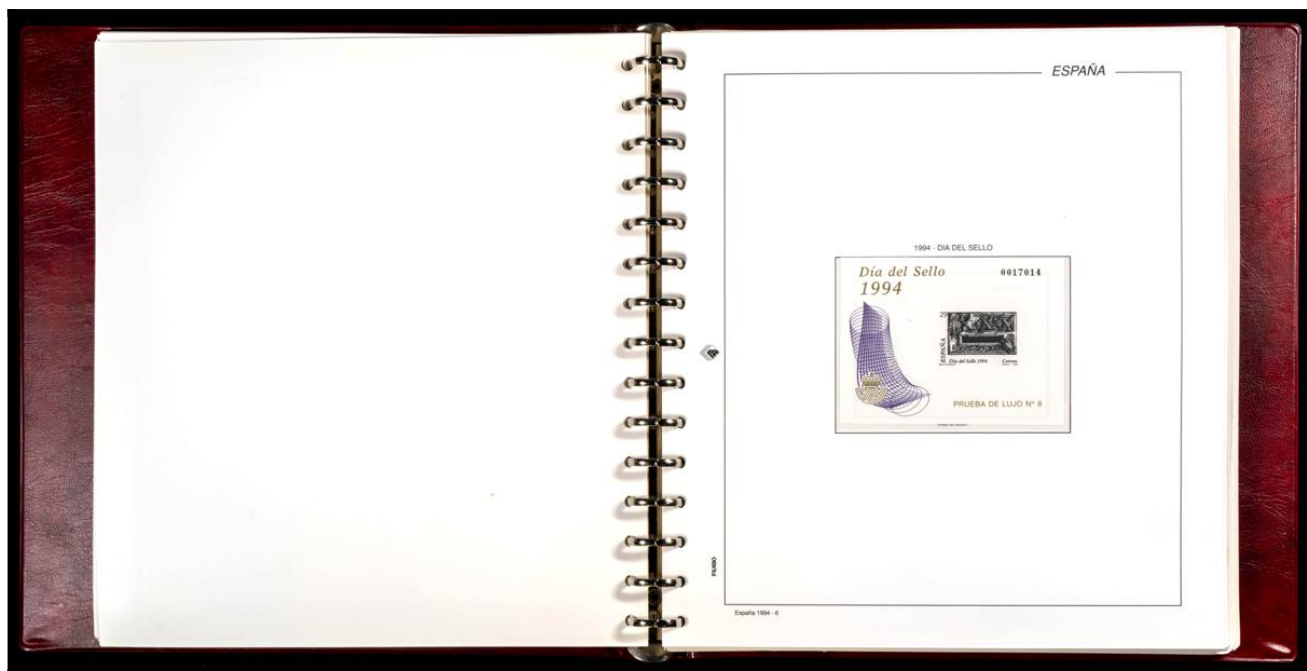 ESPAÑA
1994 - DIA DEL SELLO
Día del Sello
1994
0017014
ESPAÑA
Día del Sello 1994
Correos
PRUEBA DE LUJO Nº 8
FILABO
España 1994 - 6